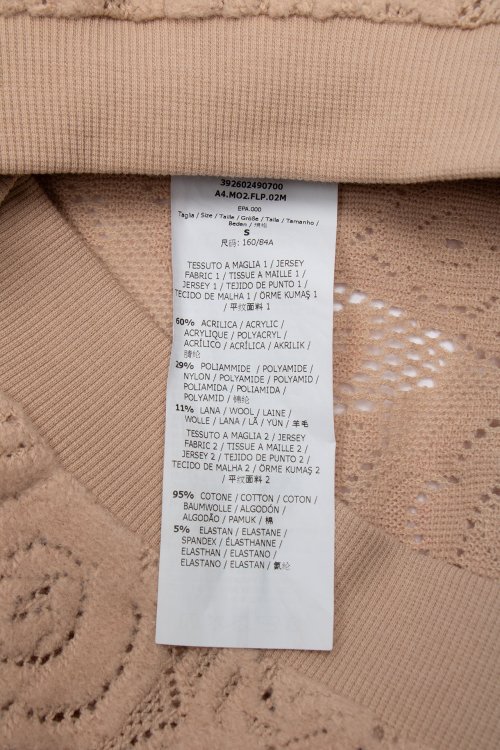 392602490700
A4.MO2.FLP.02M
EPA.000
Taglia / Size / Taille / Größe / Talla / Tamanho /
Beden /
S
尺码: 160/84A
TESSUTO A MAGLIA 1 / JERSEY
FABRIC 1 / TISSUE A MAILLE 1 /
JERSEY 1 / TEJIDO DE PUNTO 1 /
TECIDO DE MALHA 1 / ÖRME KUMAŞ 1
/ 平纹面料 1
60% ACRILICA / ACRYLIC /
ACRYLIQUE / POLYACRYL /
ACRÍLICO / ACRÍLICA / AKRILIK /
腈纶
29% POLIAMMIDE / POLYAMIDE /
NYLON / POLYAMIDE / POLYAMID /
POLIAMIDA / POLIAMIDA /
POLYAMID / 锦纶
11% LANA / WOOL / LAINE /
WOLLE / LANA / LÃ / YÜN / 羊毛
TESSUTO A MAGLIA 2 / JERSEY
FABRIC 2 / TISSUE A MAILLE 2 /
JERSEY 2 / TEJIDO DE PUNTO 2 /
TECIDO DE MALHA 2 / ÖRME KUMAŞ 2
/ 平纹面料 2
95% COTONE / COTTON / COTON /
BAUMWOLLE / ALGODÓN /
ALGODÃO / PAMUK / 棉
5% ELASTAN / ELASTANE /
SPANDEX / ÉLASTHANNE /
ELASTHAN / ELASTANO /
ELASTANO / ELASTAN / 氨纶